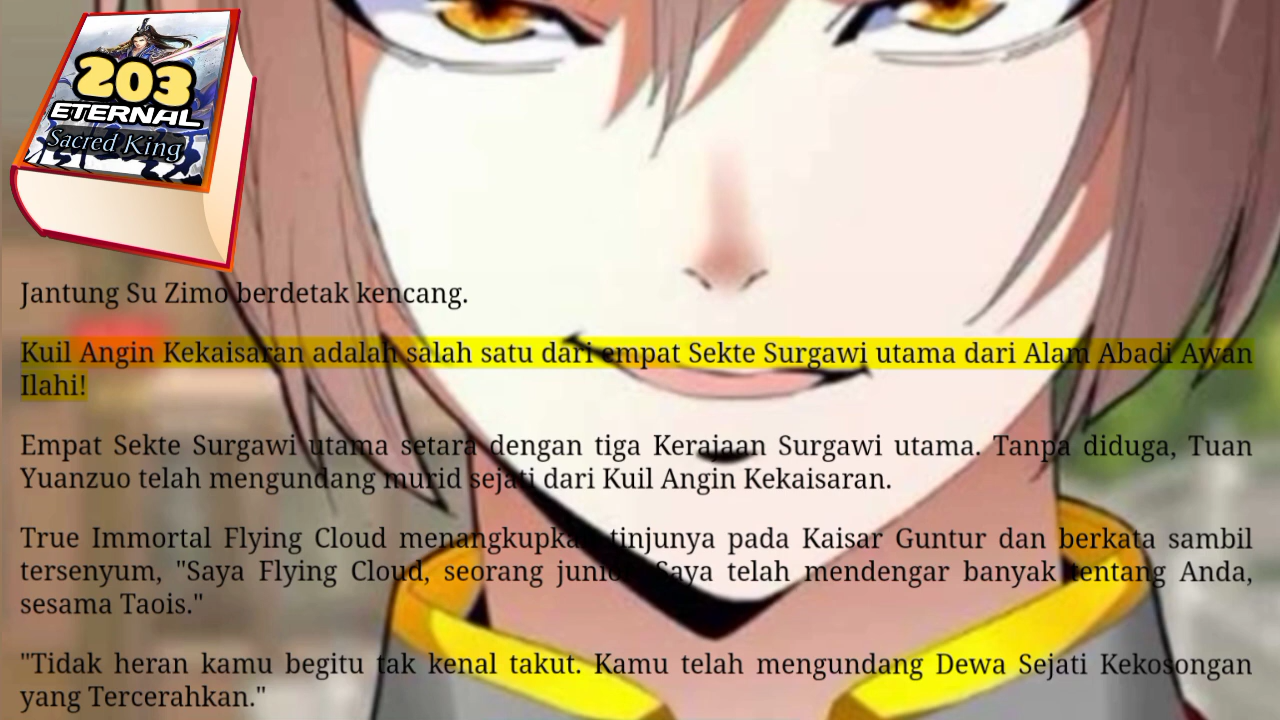 203
ETERNAL
Sacred King
Jantung Su Zimo berdetak kencang.
Kuil Angin Kekaisaran adalah salah satu dari empat Sekte Surgawi utama dari Alam Abadi Awan
Ilahi!
Empat Sekte Surgawi utama setara dengan tiga Kerajaan Surgawi utama. Tanpa diduga, Tuan
Yuanzuo telah mengundang murid sejati dari Kuil Angin Kekaisaran.
True Immortal Flying Cloud menangkupkan tinjunya pada Kaisar Guntur dan berkata sambil
tersenyum, "Saya Flying Cloud, seorang junior. Saya telah mendengar banyak tentang Anda,
sesama Taois."
"Tidak heran kamu begitu tak kenal takut. Kamu telah mengundang Dewa Sejati Kekosongan
yang Tercerahkan."